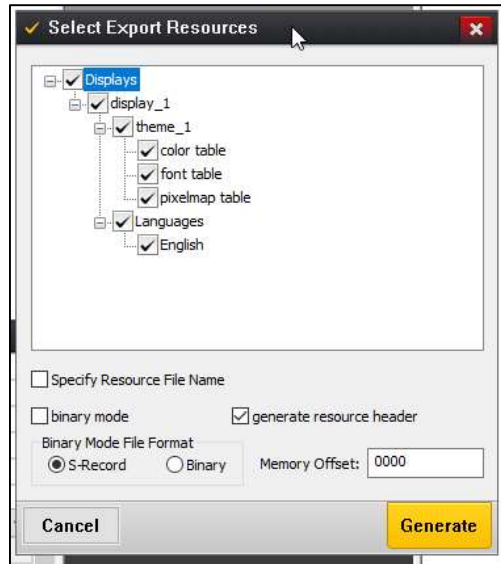 Select Export Resources
Displays
display_1
theme_1
color table
font table
pixelmap table
Languages
English
Specify Resource File Name
binary mode generate resource header
Binary Mode File Format
S-Record Binary Memory Offset: 0000
Cancel Generate